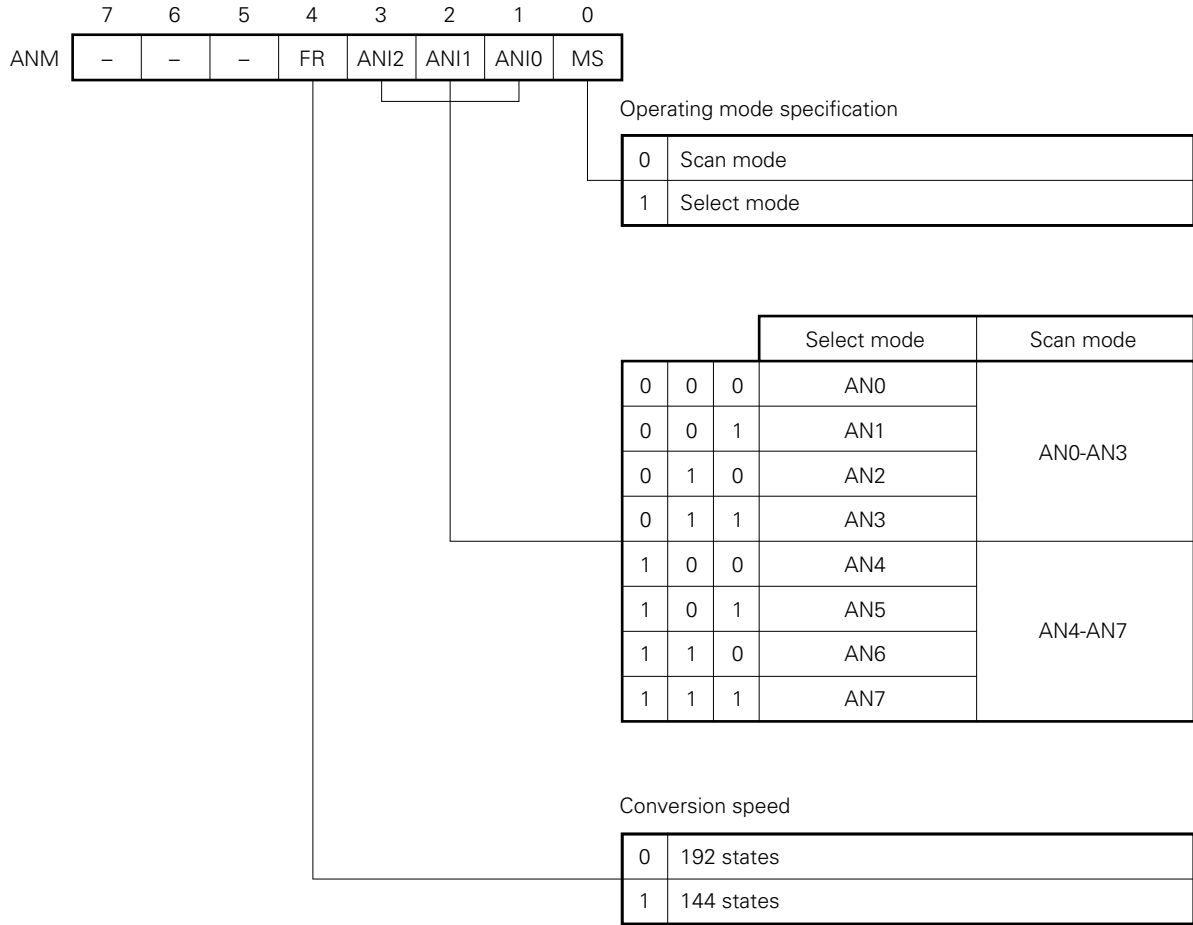 7 6 5 4 3 2 1 0
ANM – – – FR ANI2 ANI1 ANI0 MS
Operating mode specification
0 Scan mode
1 Select mode
Select mode Scan mode
0 0 0 AN0
0 0 1 AN1
AN0-AN3
0 1 0 AN2
0 1 1 AN3
1 0 0 AN4
1 0 1 AN5
AN4-AN7
1 1 0 AN6
1 1 1 AN7
Conversion speed
0 192 states
1 144 states